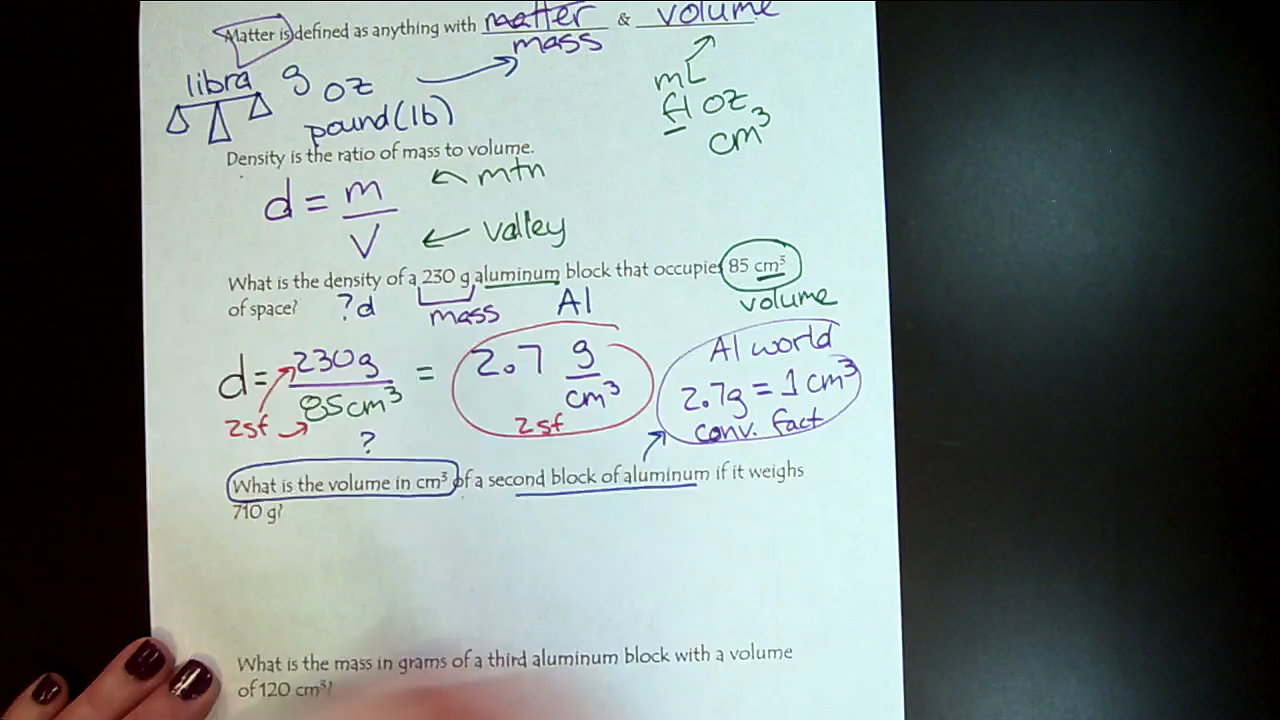 Matter is defined as anything with matter & volume
mass
libra g oz
pound (lb)
mL
fl oz
cm³
Density is the ratio of mass to volume.
d = m ← mtn
V ← valley
What is the density of a 230 g aluminum block that occupies 85 cm³
of space? ?d mass Al volume
d = 230g = 2.7 g
85cm³ cm³
2sf 2sf
Al world
2.7g = 1 cm³
conv. fact
?
What is the volume in cm³ of a second block of aluminum if it weighs
710 g?
What is the mass in grams of a third aluminum block with a volume
of 120 cm³?